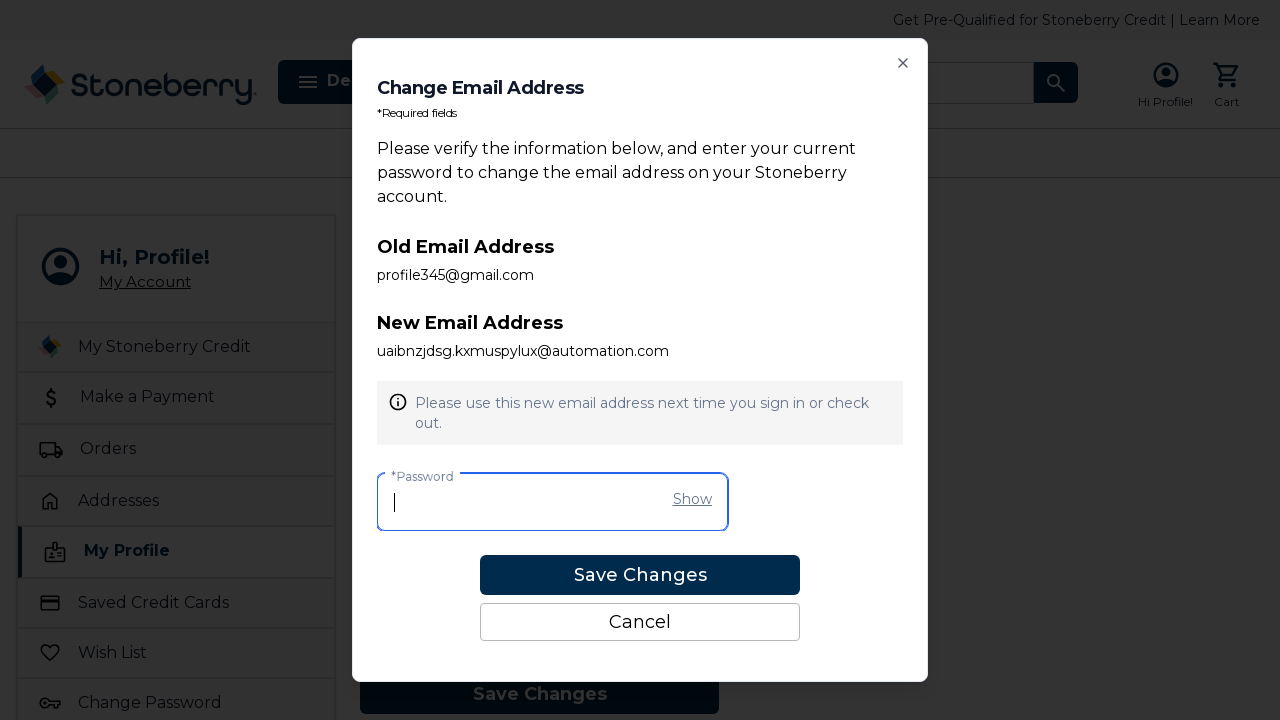 Get Pre-Qualified for Stoneberry Credit | Learn More
Stoneberry
De
Hi Profile!
Cart
Change Email Address
*Required fields
Please verify the information below, and enter your current
password to change the email address on your Stoneberry
account.
Old Email Address
profile345@gmail.com
New Email Address
uaibnzjdsg.kxmuspylux@automation.com
Please use this new email address next time you sign in or check
out.
*Password
Show
Save Changes
Cancel
Hi, Profile!
My Account
My Stoneberry Credit
Make a Payment
Orders
Addresses
My Profile
Saved Credit Cards
Wish List
Change Password
Save Changes